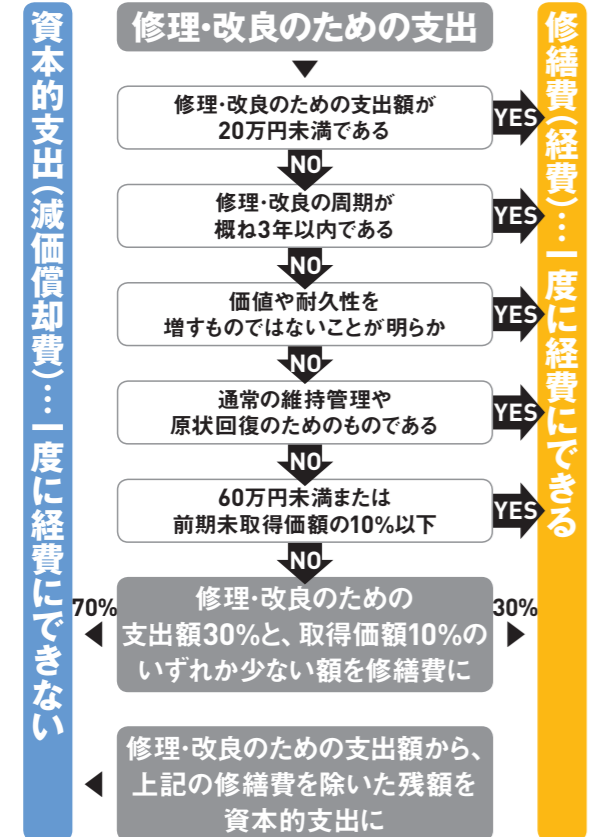 修理・改良のための支出
資本的支出(減価償却費)…一度に経費にできない
修繕費(経費)…一度に経費にできる
修理・改良のための支出額が
20万円未満である
YES
NO
修理・改良の周期が
概ね3年以内である
YES
NO
価値や耐久性を
増すものではないことが明らか
YES
NO
通常の維持管理や
原状回復のためのものである
YES
NO
60万円未満または
前期末取得価額の10%以下
YES
NO
70%
修理・改良のための
支出額30%と、取得価額10%の
いずれか少ない額を修繕費に
30%
修理・改良のための支出額から、
上記の修繕費を除いた残額を
資本的支出に